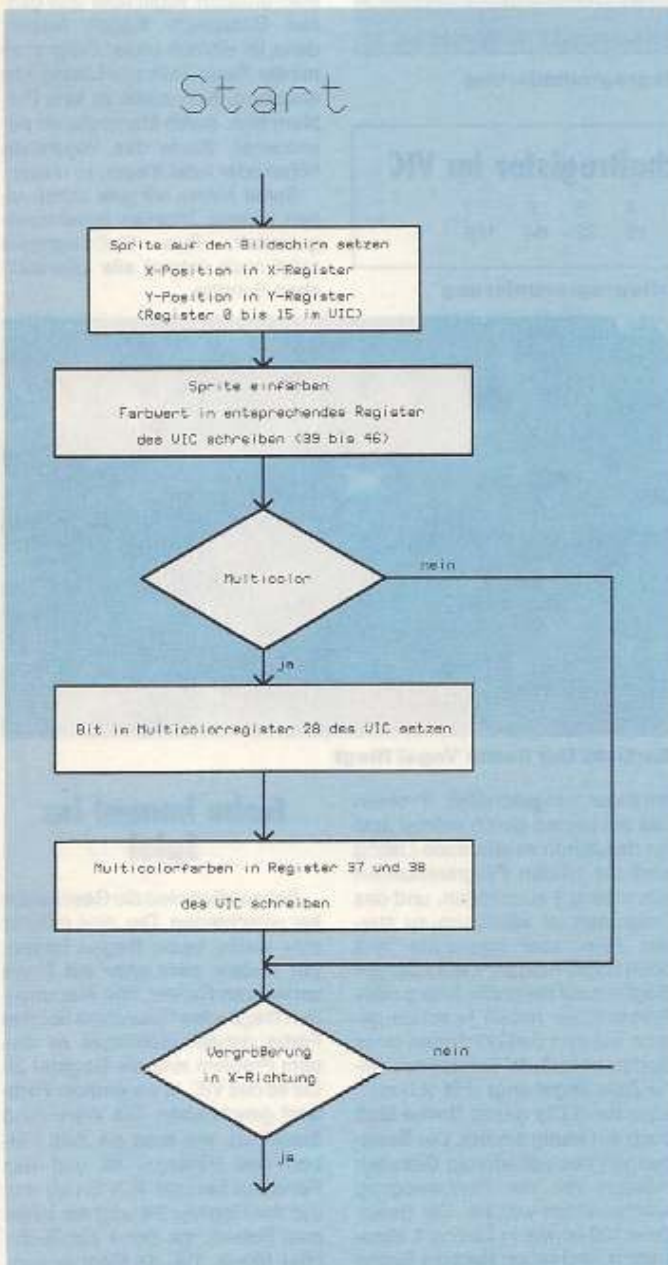 Start
Sprite auf den Bildschirm setzen
X-Position in X-Register
Y-Position in Y-Register
(Register 0 bis 15 im VIC)
Sprite einfarben
Farbwert in entsprechendes Register
des VIC schreiben (39 bis 46)
Multicolor
nein
ja
Bit in Multicolorregister 28 des VIC setzen
Multicolorfarben in Register 37 und 38
des VIC schreiben
Vergrößerung
in X-Richtung
nein
ja